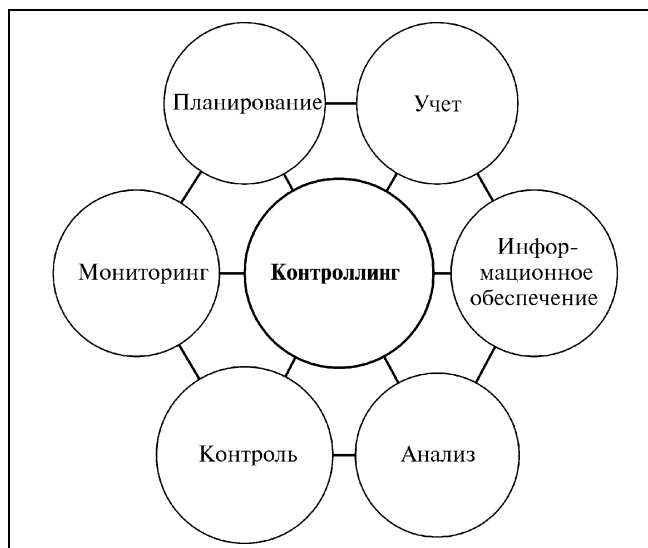 Планирование
Учет
Мониторинг
Контроллинг
Инфор-
мационное
обеспечение
Контроль
Анализ